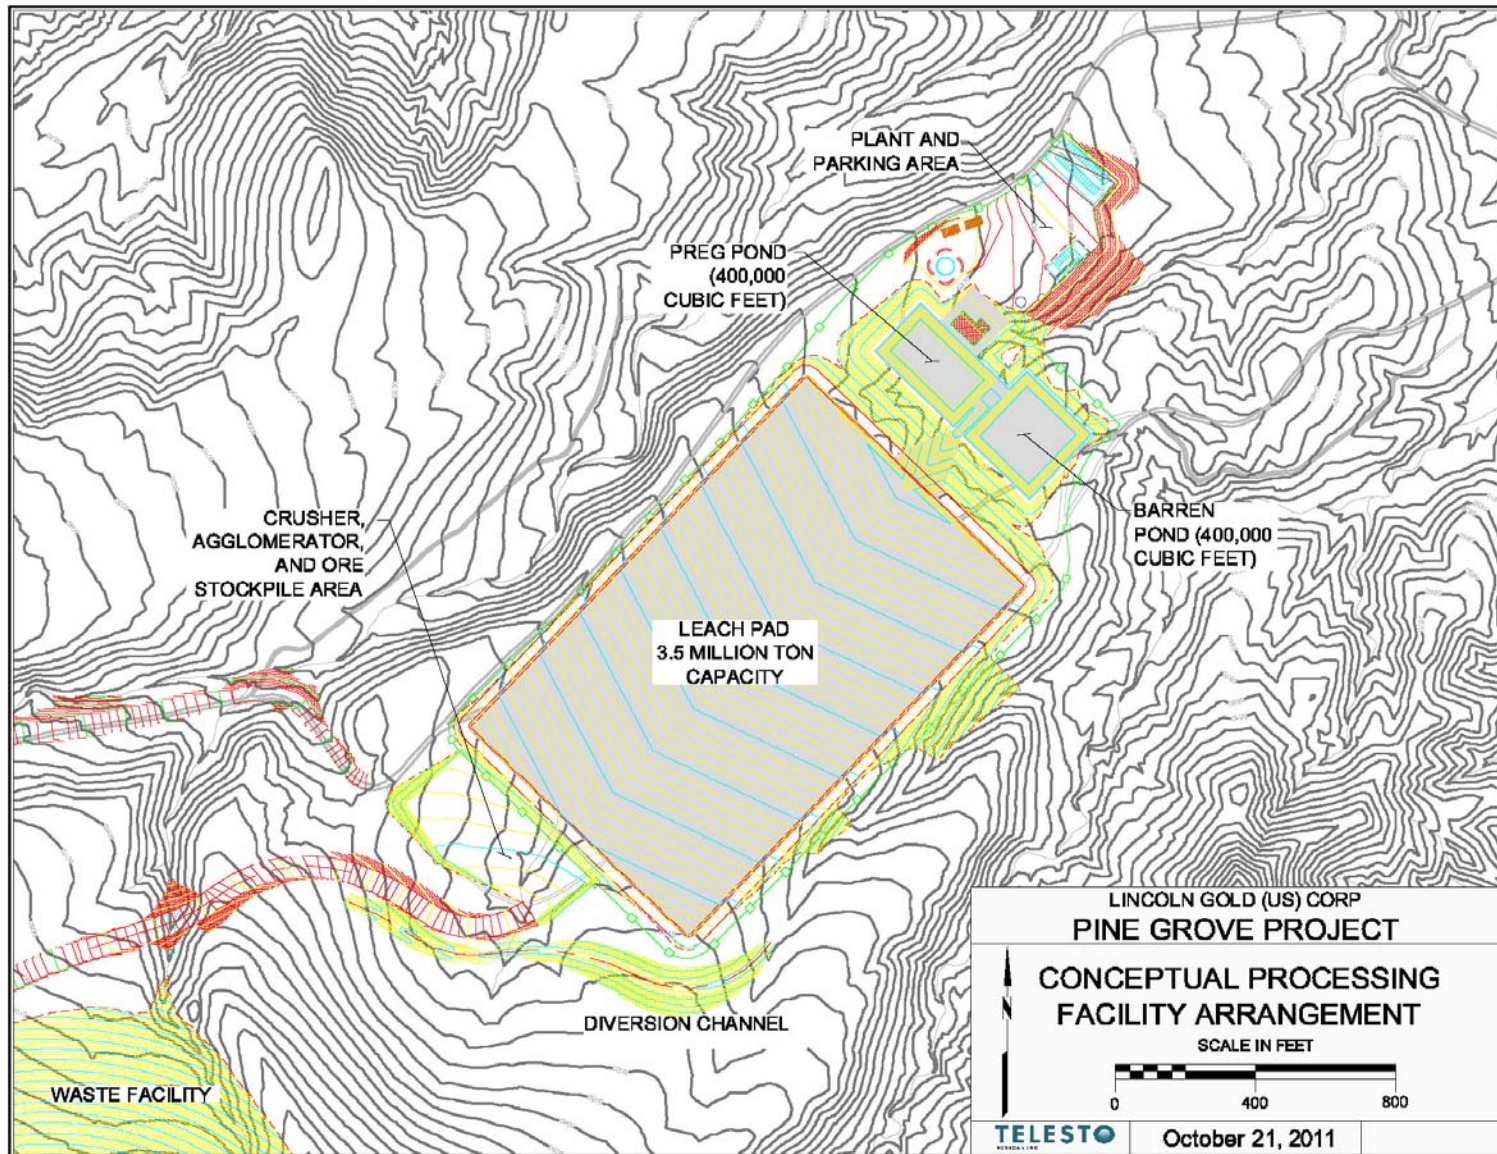 PLANT AND
PARKING AREA
PREG POND
(400,000
CUBIC FEET)
CRUSHER,
AGGLOMERATOR,
AND ORE
STOCKPILE AREA
BARREN
POND (400,000
CUBIC FEET)
LEACH PAD
3.5 MILLION TON
CAPACITY
DIVERSION CHANNEL
WASTE FACILITY
LINCOLN GOLD (US) CORP
PINE GROVE PROJECT
N
CONCEPTUAL PROCESSING
FACILITY ARRANGEMENT
SCALE IN FEET
0 400 800
TELESTO
October 21, 2011